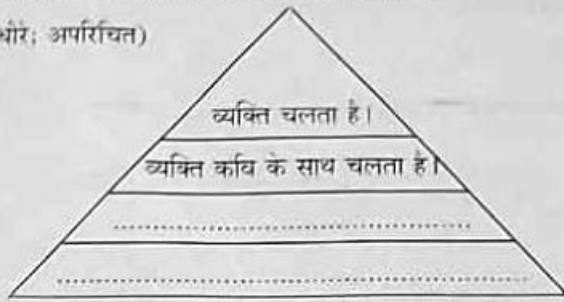 धीरे; अपरिचित)
व्यक्ति चलता है।
व्यक्ति कवि के साथ चलता है।
........................................
........................................